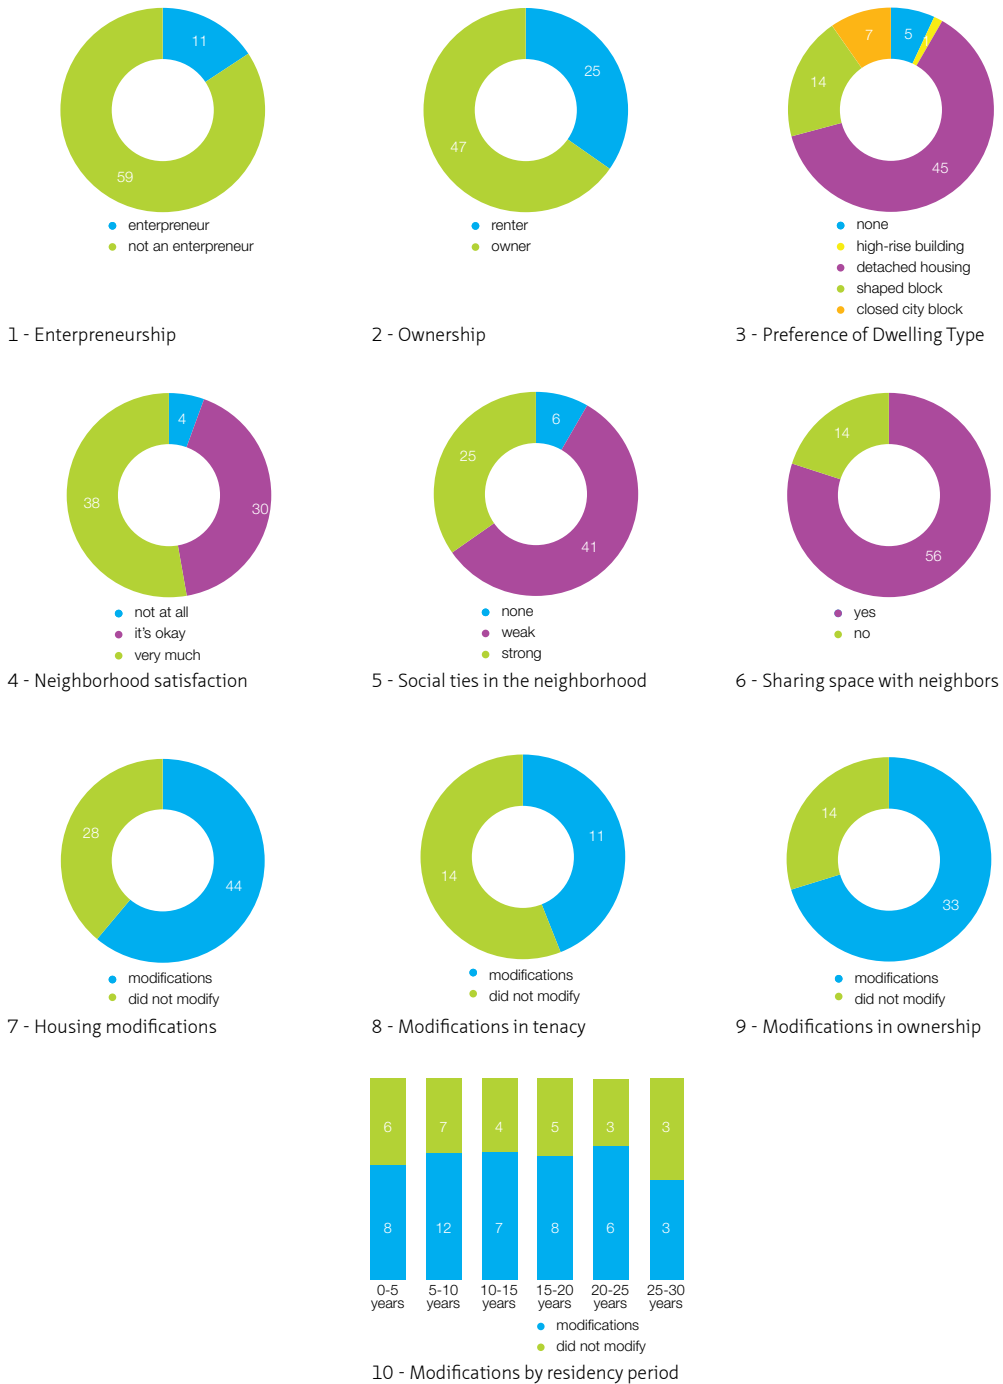 11
59
enterpreneur
not an enterpreneur
1 - Enterpreneurship
25
47
renter
owner
2 - Ownership
7
5
1
14
45
none
high-rise building
detached housing
shaped block
closed city block
3 - Preference of Dwelling Type
4
38
30
not at all
it's okay
very much
4 - Neighborhood satisfaction
6
25
41
none
weak
strong
5 - Social ties in the neighborhood
14
56
yes
no
6 - Sharing space with neighbors
28
44
modifications
did not modify
7 - Housing modifications
11
14
modifications
did not modify
8 - Modifications in tenacy
14
33
modifications
did not modify
9 - Modifications in ownership
6 7 4 5 3 3
8 12 7 8 6 3
0-5 5-10 10-15 15-20 20-25 25-30
years years years years years years
modifications
did not modify
10 - Modifications by residency period